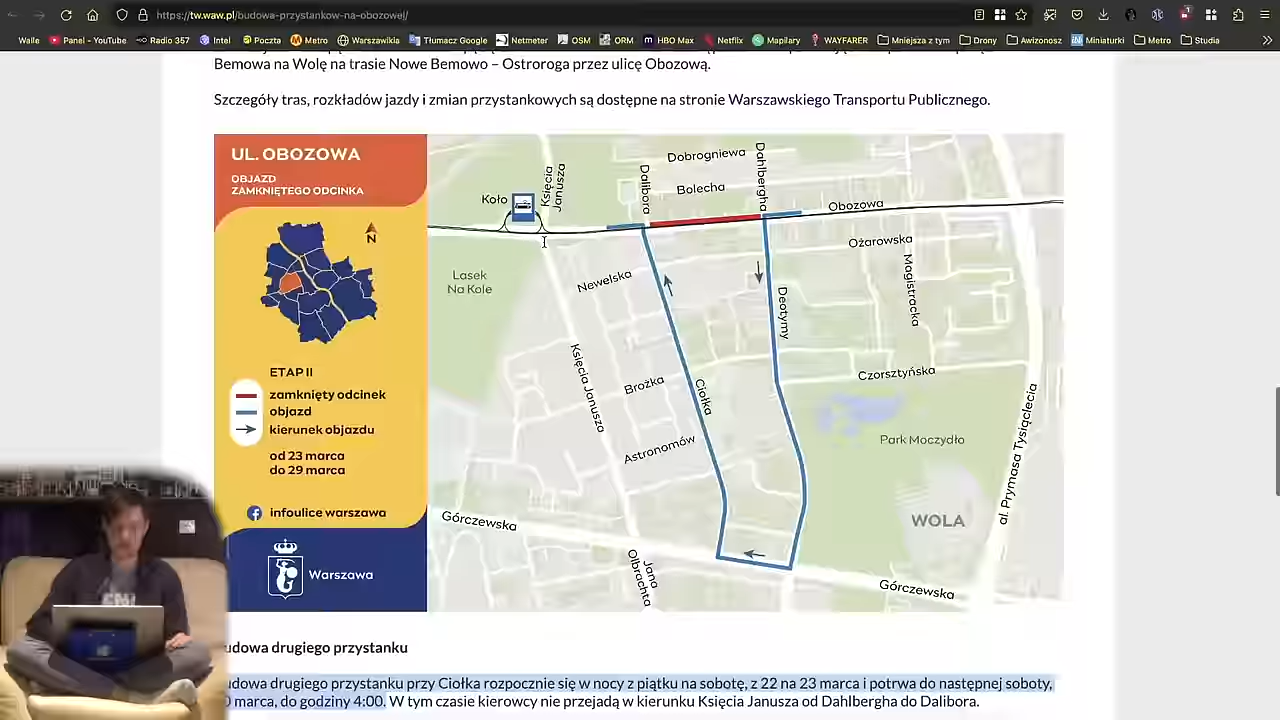 https://tw.waw.pl/budowa-przystankow-na-obozowej/
Walle Panel - YouTube Radio 357 Intel Poczta Metro Warszawikia Tłumacz Google Netmeter OSM ORM HBO Max Netflix Mapilary WAYFARER Mniejsza z tym Drony Awizonosz Miniaturki Metro Studia
Bemowa na Wolę na trasie Nowe Bemowo – Ostroroga przez ulicę Obozową.
Szczegóły tras, rozkładów jazdy i zmian przystankowych są dostępne na stronie Warszawskiego Transportu Publicznego.
UL. OBOZOWA
OBJAZD
ZAMKNIĘTEGO ODCINKA
N
ETAP II
zamknięty odcinek
objazd
kierunek objazdu
od 23 marca
do 29 marca
infoulice warszawa
Warszawa
Koło
Księcia
Janusza
Dalibora
Dobrogniewa
Bolecha
Dahlbergha
Obozowa
Lasek
Na Kole
Newelska
Ożarowska
Magistracka
Deotymy
Księcia Janusza
Brożka
Ciołka
Czorsztyńska
Astronomów
Park Moczydło
al. Prymasa Tysiąclecia
Górczewska
WOLA
Jana
Olbrachta
Górczewska
udowa drugiego przystanku
udowa drugiego przystanku przy Ciołka rozpocznie się w nocy z piątku na sobotę, z 22 na 23 marca i potrwa do następnej soboty,
0 marca, do godziny 4:00. W tym czasie kierowcy nie przejadą w kierunku Księcia Janusza od Dahlbergha do Dalibora.